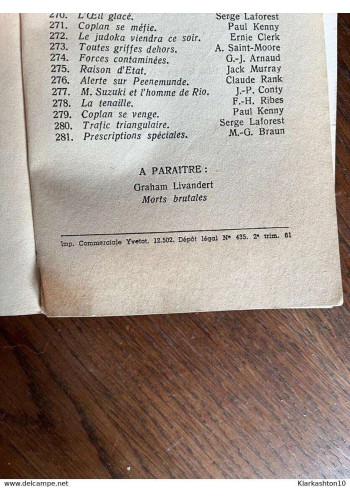 270. L'Œil glacé. Serge Laforest
271. Coplan se méfie. Paul Kenny
272. Le judoka viendra ce soir. Ernie Clerk
273. Toutes griffes dehors. A. Saint-Moore
274. Forces contaminées. G.-J. Arnaud
275. Raison d'Etat. Jack Murray
276. Alerte sur Peenemunde. Claude Rank
277. M. Suzuki et l'homme de Rio. J.-P. Conty
278. La tenaille. F.-H. Ribes
279. Coplan se venge. Paul Kenny
280. Trafic triangulaire. Serge Laforest
281. Prescriptions spéciales. M.-G. Braun
A PARAITRE :
Graham Livandert
Morts brutales
Imp. Commerciale Yvetot. 12.502. Dépôt légal N° 435. 2e trim. 61
www.delcampe.net
Klarkashton10